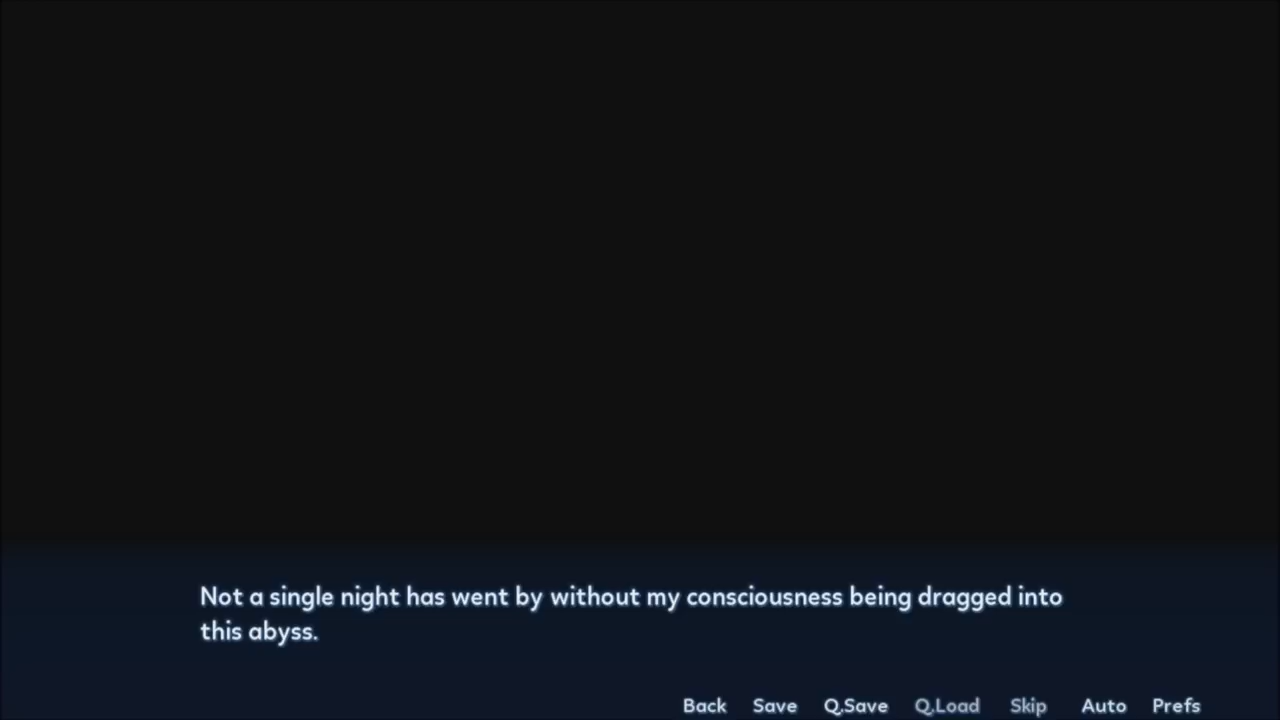 Not a single night has went by without my consciousness being dragged into
this abyss.
Back Save Q.Save Q.Load Skip Auto Prefs